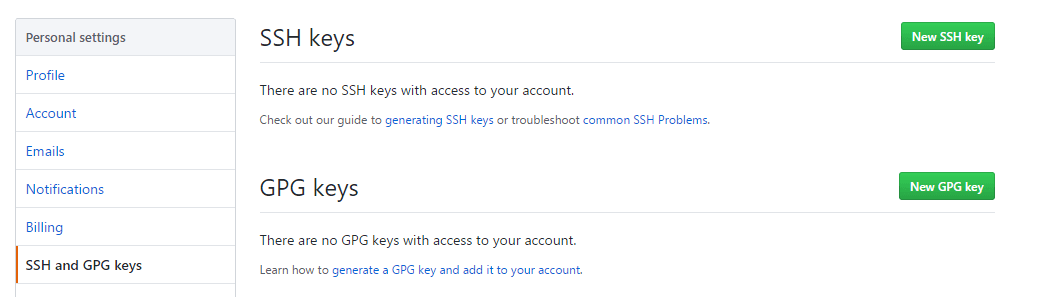 Personal settings
Profile
Account
Emails
Notifications
Billing
SSH and GPG keys
SSH keys
New SSH key
There are no SSH keys with access to your account.
Check out our guide to generating SSH keys or troubleshoot common SSH Problems.
GPG keys
New GPG key
There are no GPG keys with access to your account.
Learn how to generate a GPG key and add it to your account.